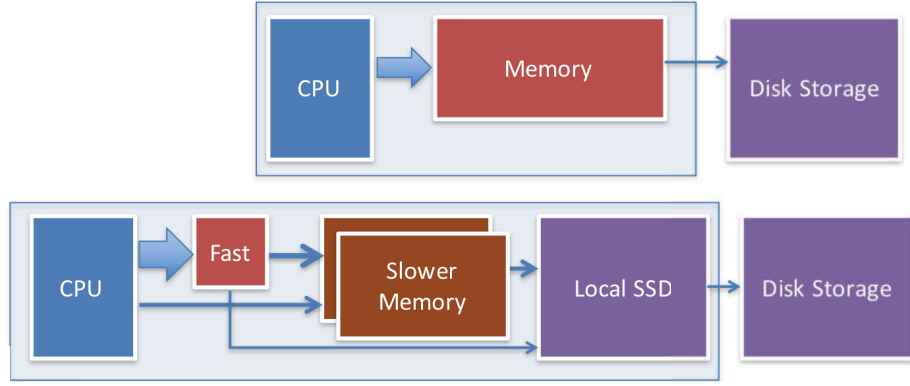 CPU
Memory
Disk Storage
CPU
Fast
Slower
Memory
Local SSD
Disk Storage